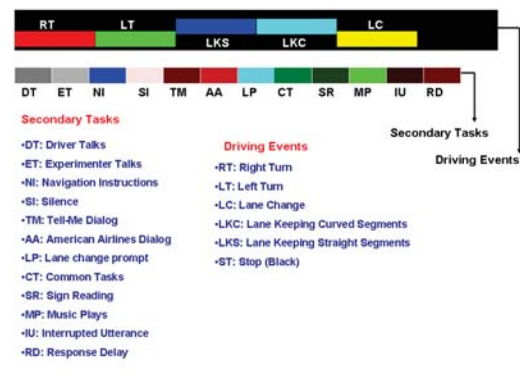 RT LT LC
LKS LKC
DT ET NI SI TM AA LP CT SR MP IU RD
Secondary Tasks
Driving Events
Secondary Tasks
•DT: Driver Talks
•ET: Experimenter Talks
•NI: Navigation Instructions
•SI: Silence
•TM: Tell-Me Dialog
•AA: American Airlines Dialog
•LP: Lane change prompt
•CT: Common Tasks
•SR: Sign Reading
•MP: Music Plays
•IU: Interrupted Utterance
•RD: Response Delay
Driving Events
•RT: Right Turn
•LT: Left Turn
•LC: Lane Change
•LKC: Lane Keeping Curved Segments
•LKS: Lane Keeping Straight Segments
•ST: Stop (Black)